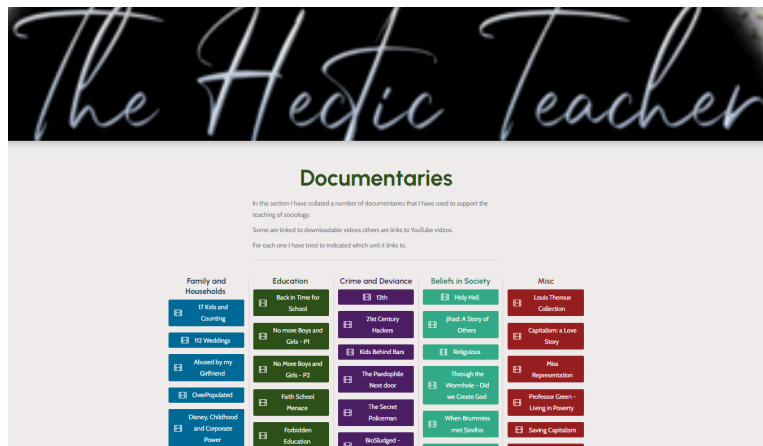 The Hectic Teacher
Documentaries
In this section I have collated a number of documentaries that I have used to support the
teaching of sociology.
Some are linked to downloadable videos others are links to YouTube videos.
For each one I have tried to indicated which unit it links to.
Family and
Households
17 Kids and
Counting
112 Weddings
Abused by my
Girlfriend
OverPopulated
Disney, Childhood
and Corporate
Power
Education
Back in Time for
School
No more Boys and
Girls - P1
No More Boys and
Girls - P2
Faith School
Menace
Forbidden
Education
Crime and Deviance
13th
21st Century
Hackers
Kids Behind Bars
The Paedophile
Next door
The Secret
Policeman
BioSludged -
Beliefs in Society
Holy Hell
Jihad: A Story of
Others
Religulous
Through the
Wormhole - Did
we Create God
When Brummies
met Sindhis
Misc
Louis Theroux
Collection
Capitalism: a Love
Story
Miss
Representation
Professor Green -
Living in Poverty
Saving Capitalism